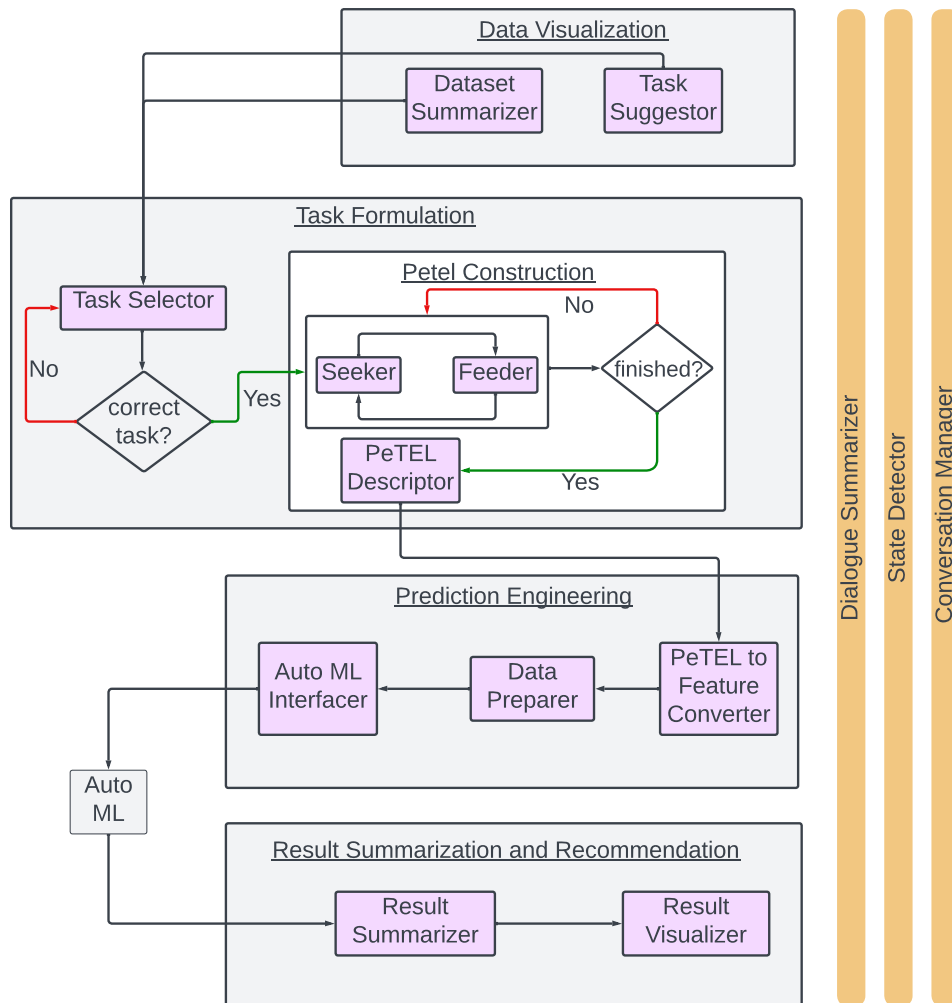 Data Visualization
Dataset
Summarizer
Task
Suggestor
Task Formulation
Task Selector
No
correct
task?
Yes
Petel Construction
No
Seeker
Feeder
finished?
PeTEL
Descriptor
Yes
Prediction Engineering
Auto ML
Interfacer
Data
Preparer
PeTEL to
Feature
Converter
Auto
ML
Result Summarization and Recommendation
Result
Summarizer
Result
Visualizer
Dialogue Summarizer
State Detector
Conversation Manager